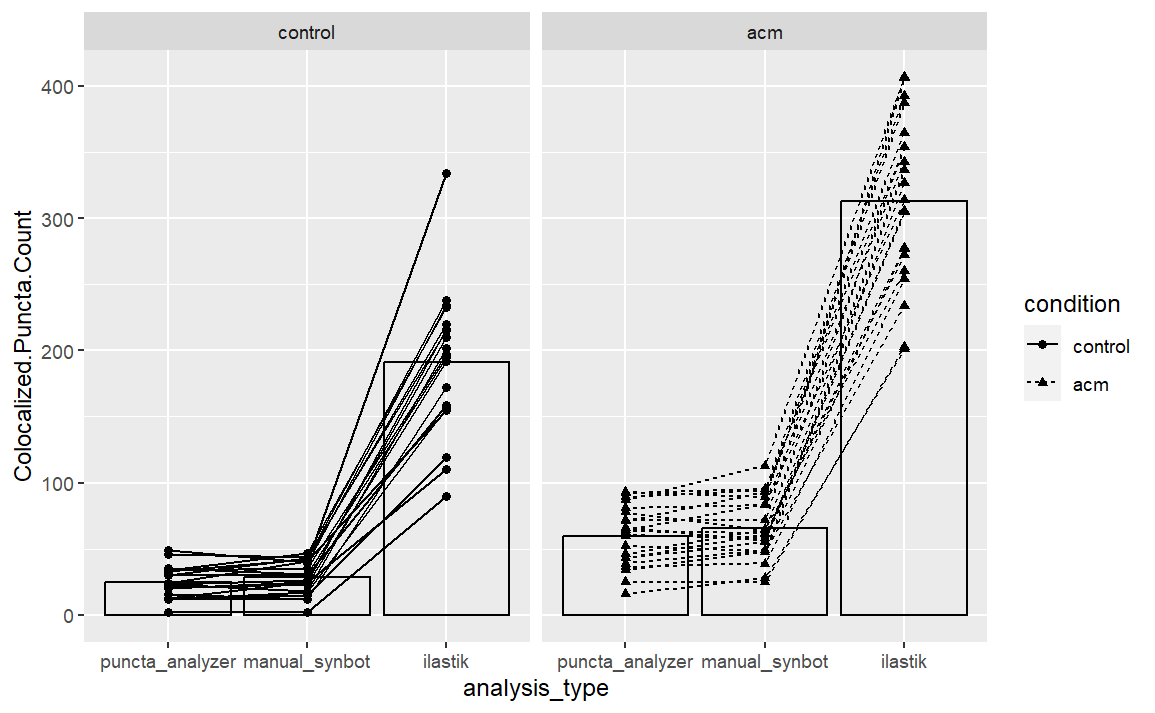 control acm
Colocalized.Puncta.Count
400
300
200
100
0
puncta_analyzer manual_synbot ilastik puncta_analyzer manual_synbot ilastik
analysis_type
condition
control
acm